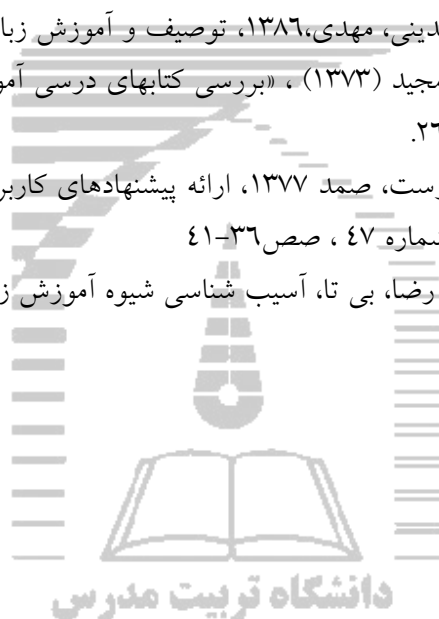 دینی، مهدی،۱۳۸٦، توصیف و آموزش زبا
مجید (۱۳۷۳) ، «بررسی کتابهای درسی آمو
۲٦.
رست، صمد ۱۳۷۷، ارائه پیشنهادهای کاربر
شماره ٤۷ ، صص۳٦-٤۱
رضا، بی تا، آسیب شناسی شیوه آموزش ز
دانشگاه تربیت مدرس